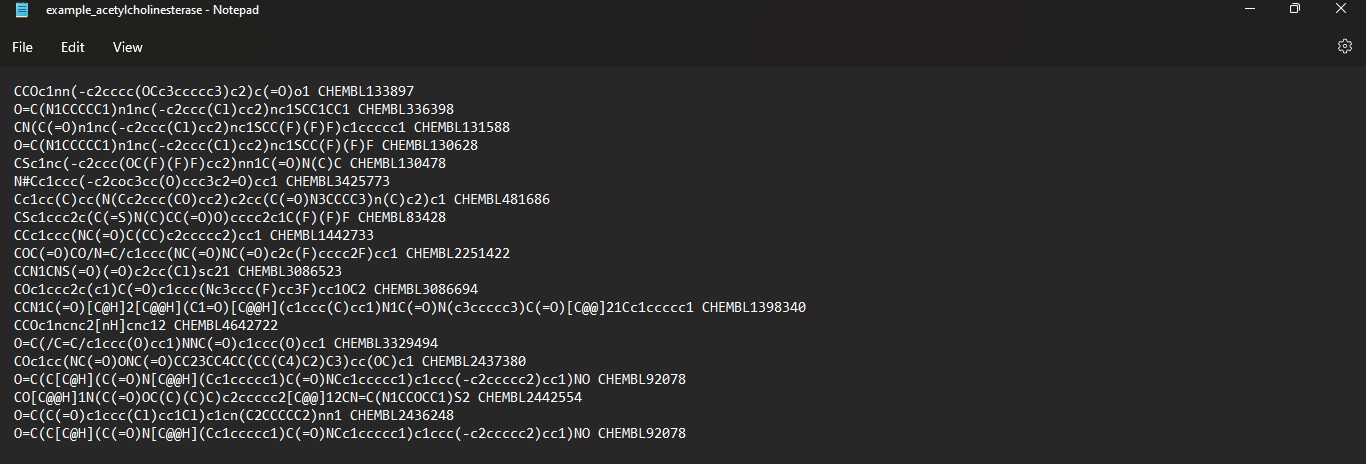 example_acetylcholinesterase - Notepad
File Edit View
CCOc1nn(-c2cccc(OCc3ccccc3)c2)c(=O)o1 CHEMBL133897
O=C(N1CCCCC1)n1nc(-c2ccc(Cl)cc2)nc1SCC1CC1 CHEMBL336398
CN(C(=O)n1nc(-c2ccc(Cl)cc2)nc1SCC(F)(F)F)c1ccccc1 CHEMBL131588
O=C(N1CCCCC1)n1nc(-c2ccc(Cl)cc2)nc1SCC(F)(F)F CHEMBL130628
CSc1nc(-c2ccc(OC(F)(F)F)cc2)nn1C(=O)N(C)C CHEMBL130478
N#Cc1ccc(-c2coc3cc(O)ccc3c2=O)cc1 CHEMBL3425773
Cc1cc(C)cc(N(Cc2ccc(CO)cc2)c2cc(C(=O)N3CCCC3)n(C)c2)c1 CHEMBL481686
CSc1ccc2c(C(=S)N(C)CC(=O)O)cccc2c1C(F)(F)F CHEMBL83428
CCc1ccc(NC(=O)C(CC)c2ccccc2)cc1 CHEMBL1442733
COC(=O)CO/N=C/c1ccc(NC(=O)NC(=O)c2c(F)cccc2F)cc1 CHEMBL2251422
CCN1CNS(=O)(=O)c2cc(Cl)sc21 CHEMBL3086523
COc1ccc2c(c1)C(=O)c1ccc(Nc3ccc(F)cc3F)cc1OC2 CHEMBL3086694
CCN1C(=O)[C@H]2[C@@H](C1=O)[C@@H](c1ccc(C)cc1)N1C(=O)N(c3ccccc3)C(=O)[C@@]21Cc1ccccc1 CHEMBL1398340
CCOc1ncnc2[nH]cnc12 CHEMBL4642722
O=C(/C=C/c1ccc(O)cc1)NNC(=O)c1ccc(O)cc1 CHEMBL3329494
COc1cc(NC(=O)ONC(=O)CC23CC4CC(CC(C4)C2)C3)cc(OC)c1 CHEMBL2437380
O=C(C[C@H](C(=O)N[C@@H](Cc1ccccc1)C(=O)NCc1ccccc1)c1ccc(-c2ccccc2)cc1)NO CHEMBL92078
CO[C@@H]1N(C(=O)OC(C)(C)C)c2ccccc2[C@@]12CN=C(N1CCOCC1)S2 CHEMBL2442554
O=C(C(=O)c1ccc(Cl)cc1Cl)c1cn(C2CCCCC2)nn1 CHEMBL2436248
O=C(C[C@H](C(=O)N[C@@H](Cc1ccccc1)C(=O)NCc1ccccc1)c1ccc(-c2ccccc2)cc1)NO CHEMBL92078